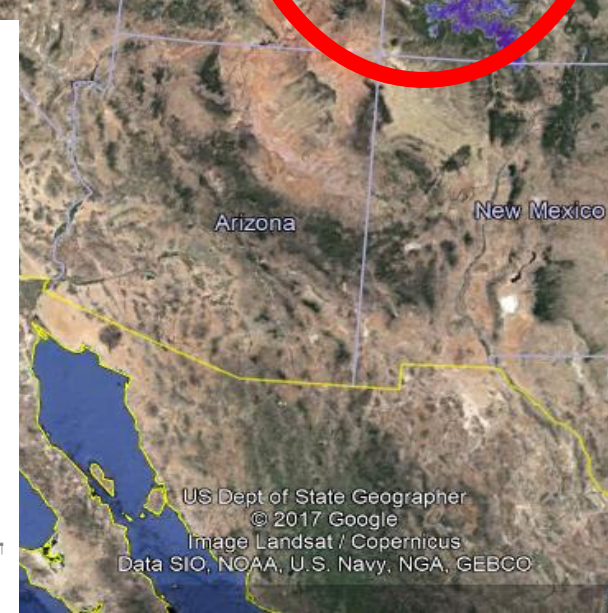 Arizona
New Mexico
US Dept of State Geographer
© 2017 Google
Image Landsat / Copernicus
Data SIO, NOAA, U.S. Navy, NGA, GEBCO